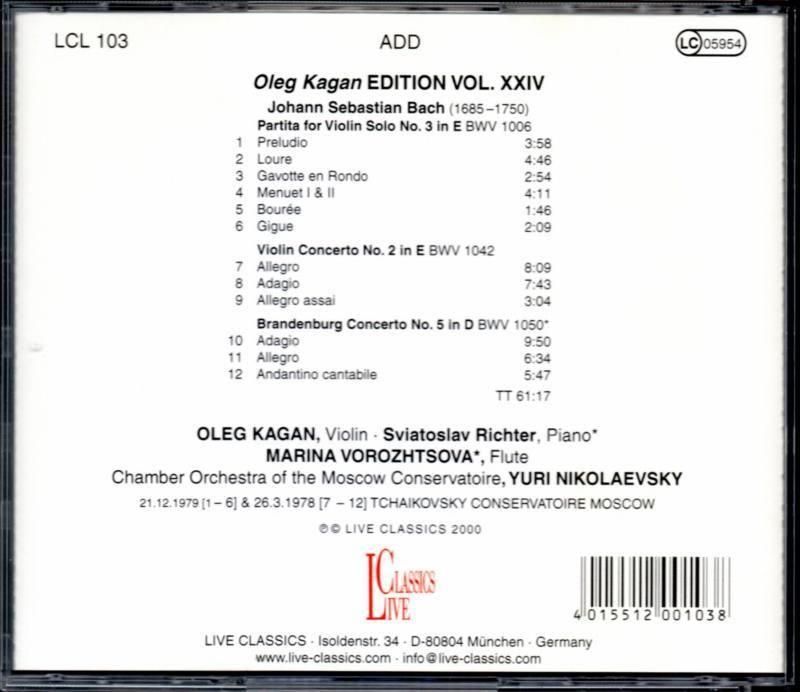 LCL 103 ADD LC 05954
Oleg Kagan EDITION VOL. XXIV
Johann Sebastian Bach (1685–1750)
Partita for Violin Solo No. 3 in E BWV 1006
1 Preludio 3:58
2 Loure 4:46
3 Gavotte en Rondo 2:54
4 Menuet I & II 4:11
5 Bourée 1:46
6 Gigue 2:09
Violin Concerto No. 2 in E BWV 1042
7 Allegro 8:09
8 Adagio 7:43
9 Allegro assai 3:04
Brandenburg Concerto No. 5 in D BWV 1050*
10 Adagio 9:50
11 Allegro 6:34
12 Andantino cantabile 5:47
TT 61:17
OLEG KAGAN, Violin · Sviatoslav Richter, Piano*
MARINA VOROZHTSOVA*, Flute
Chamber Orchestra of the Moscow Conservatoire, YURI NIKOLAEVSKY
21.12.1979 [1 – 6] & 26.3.1978 [7 – 12] TCHAIKOVSKY CONSERVATOIRE MOSCOW
℗© LIVE CLASSICS 2000
LIVE CLASSICS
4 015512 001038
LIVE CLASSICS · Isoldenstr. 34 · D-80804 München · Germany
www.live-classics.com · info@live-classics.com